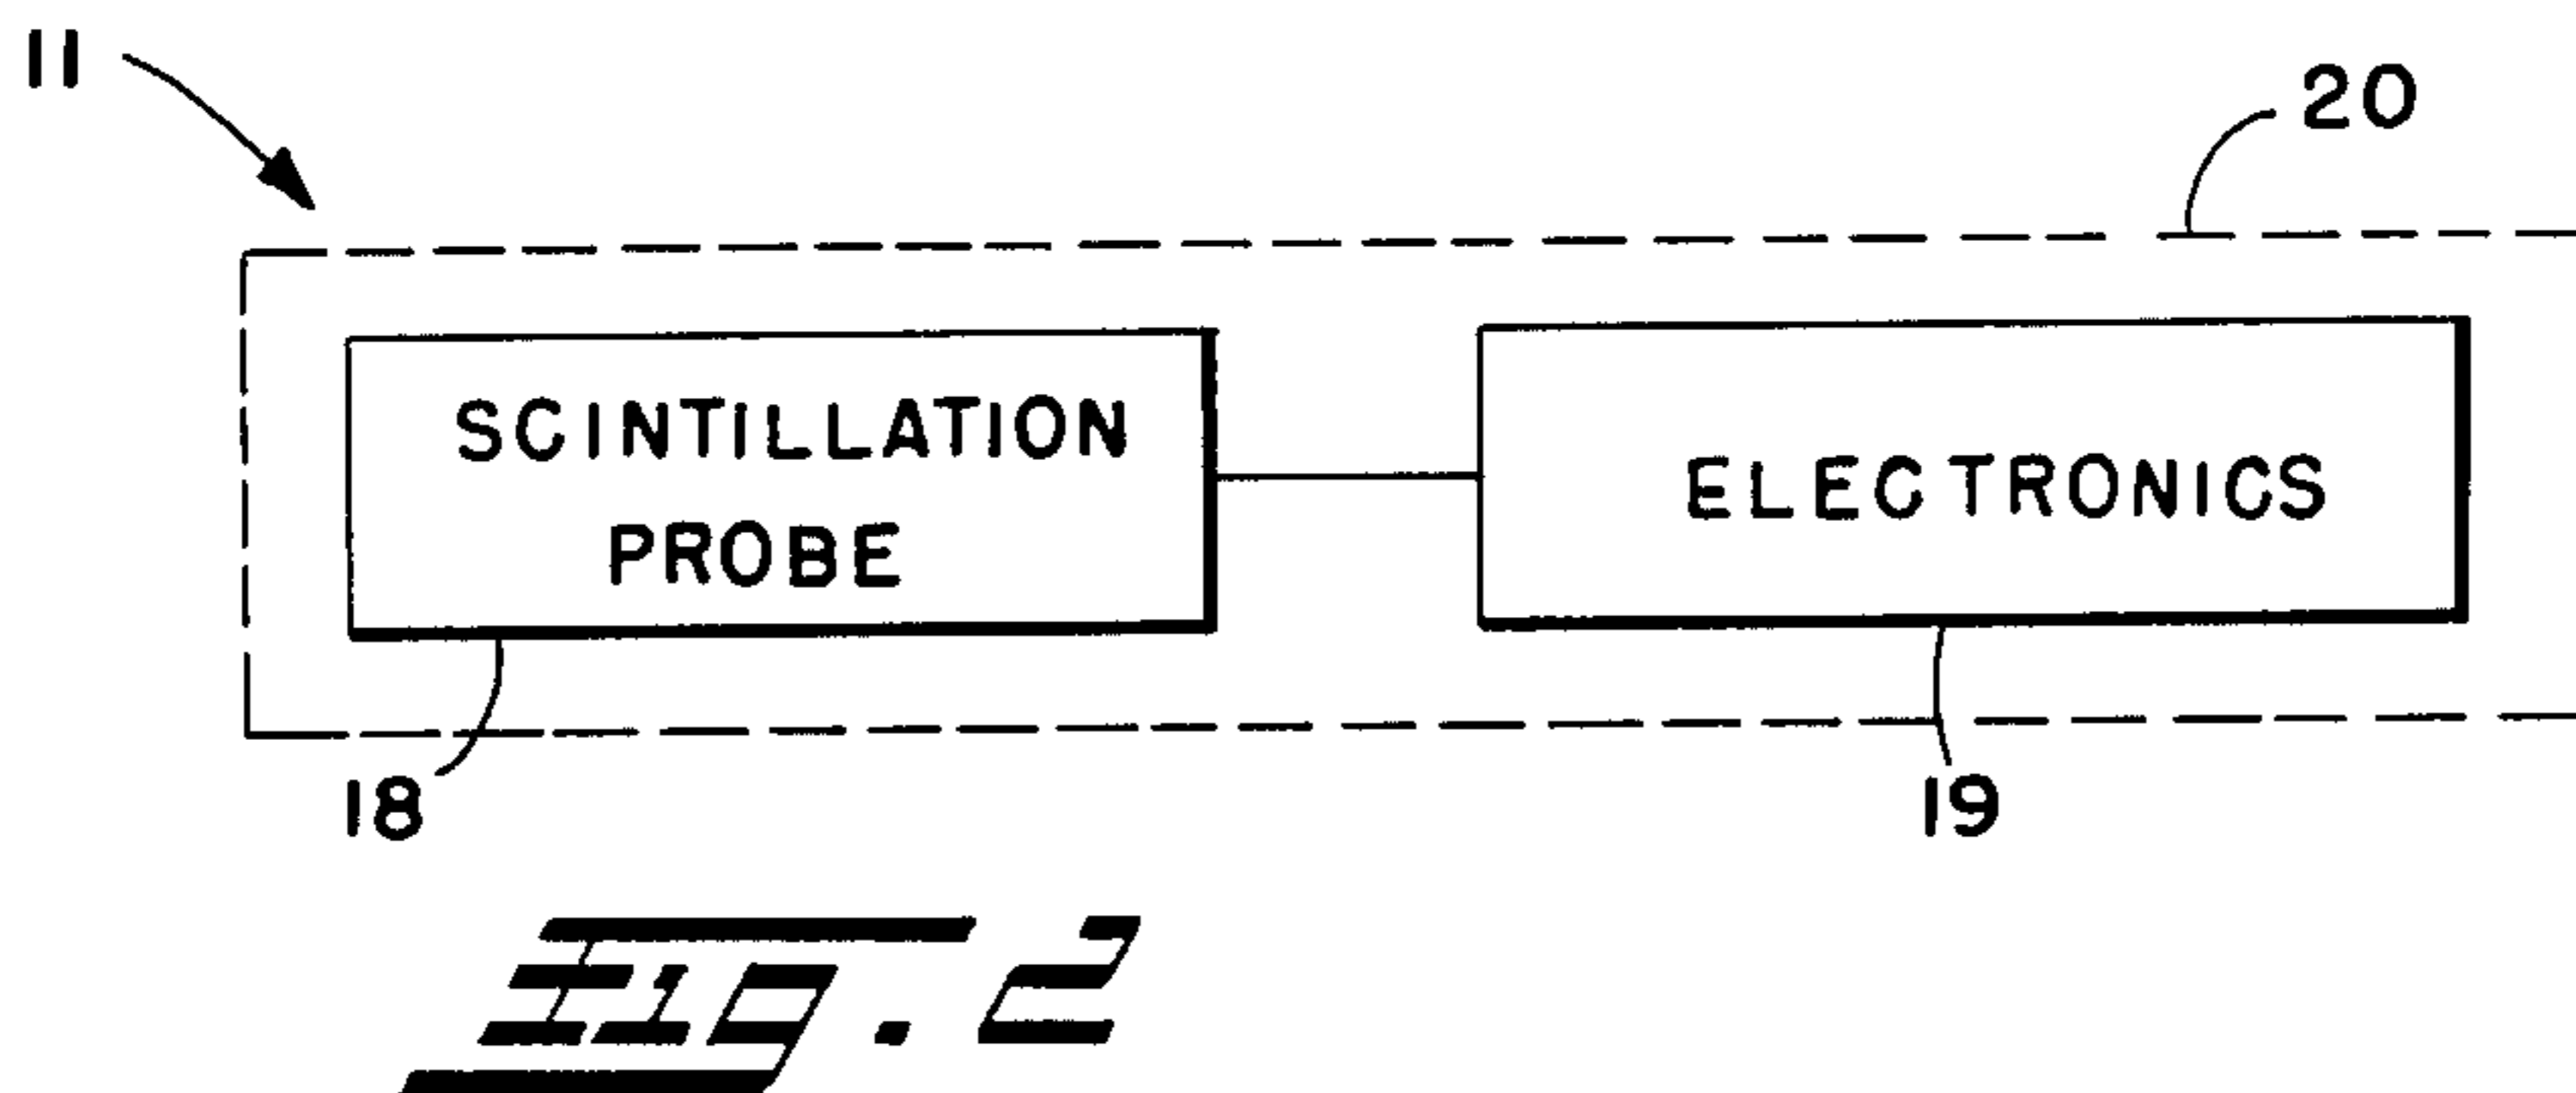 11
20
SCINTILLATION
PROBE
ELECTRONICS
18
19
Fig. 2